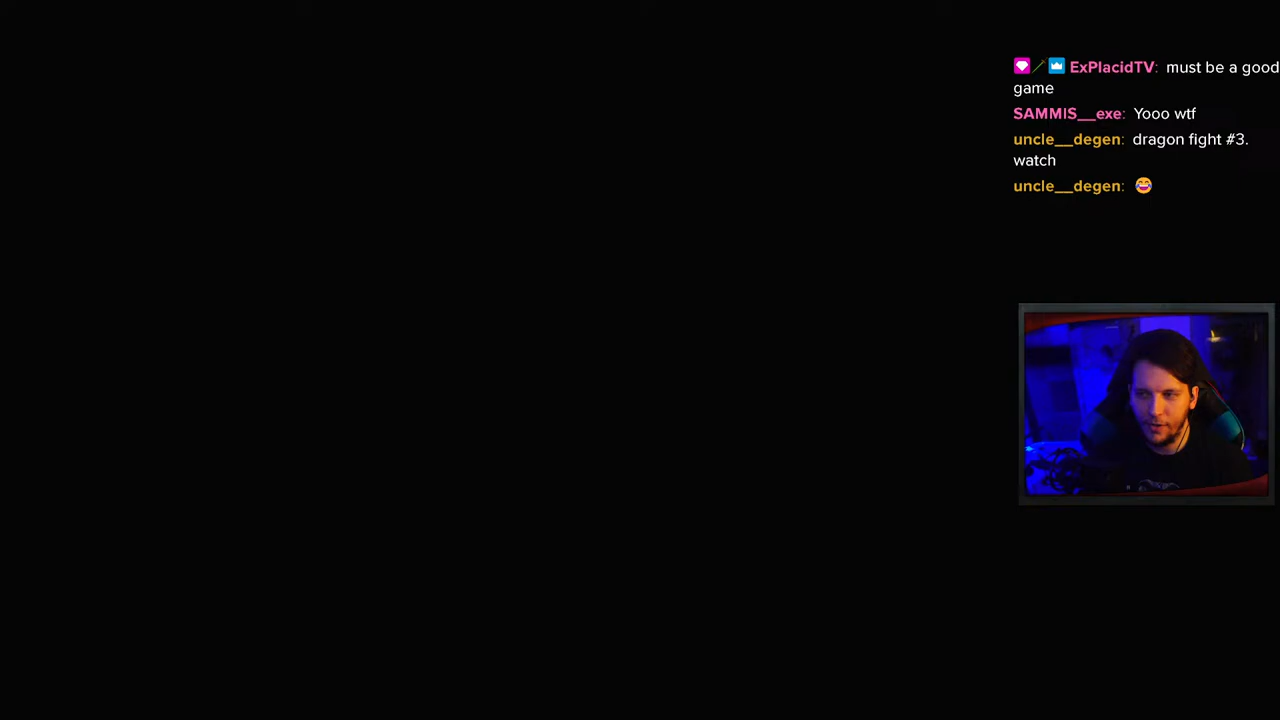 ExPlacidTV: must be a good
game
SAMMIS__exe: Yooo wtf
uncle__degen: dragon fight #3.
watch
uncle__degen: 😂